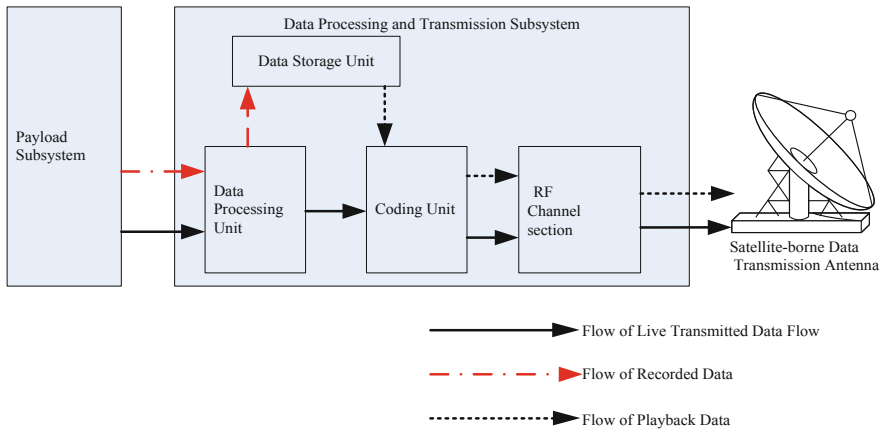 Data Processing and Transmission Subsystem
Data Storage Unit
Payload
Subsystem
Data
Processing
Unit
Coding Unit
RF
Channel
section
Satellite-borne Data
Transmission Antenna
Flow of Live Transmitted Data Flow
Flow of Recorded Data
Flow of Playback Data